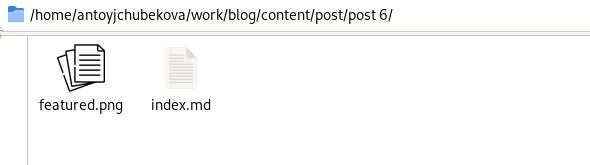 /home/antoyjchubekova/work/blog/content/post/post 6/
featured.png index.md